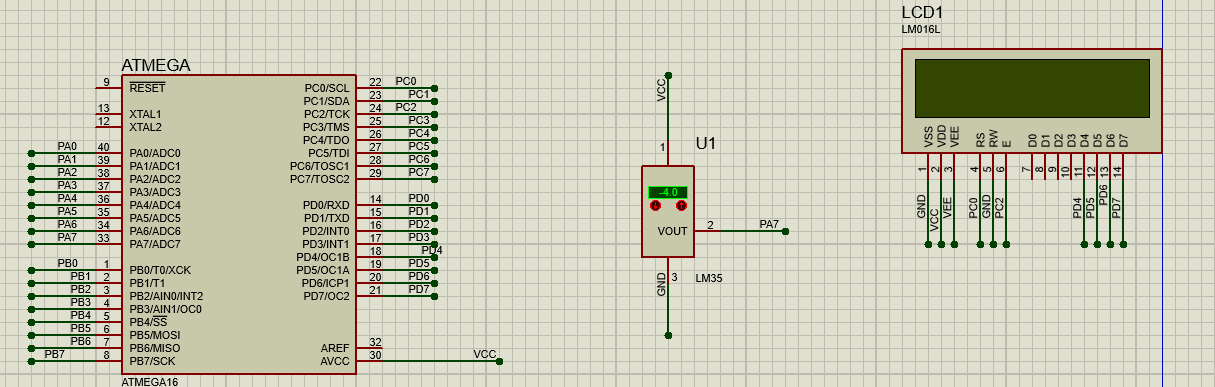 ATMEGA
9 RESET
13 XTAL1
12 XTAL2
PA0 40 PA0/ADC0
PA1 39 PA1/ADC1
PA2 38 PA2/ADC2
PA3 37 PA3/ADC3
PA4 36 PA4/ADC4
PA5 35 PA5/ADC5
PA6 34 PA6/ADC6
PA7 33 PA7/ADC7
PB0 1 PB0/T0/XCK
PB1 2 PB1/T1
PB2 3 PB2/AIN0/INT2
PB3 4 PB3/AIN1/OC0
PB4 5 PB4/SS
PB5 6 PB5/MOSI
PB6 7 PB6/MISO
PB7 8 PB7/SCK
PC0/SCL 22 PC0
PC1/SDA 23 PC1
PC2/TCK 24 PC2
PC3/TMS 25 PC3
PC4/TDO 26 PC4
PC5/TDI 27 PC5
PC6/TOSC1 28 PC6
PC7/TOSC2 29 PC7
PD0/RXD 14 PD0
PD1/TXD 15 PD1
PD2/INT0 16 PD2
PD3/INT1 17 PD3
PD4/OC1B 18 PD4
PD5/OC1A 19 PD5
PD6/ICP1 20 PD6
PD7/OC2 21 PD7
AREF 32
AVCC 30 VCC
ATMEGA16
VCC
1
U1
-4.0
VOUT 2 PA7
GND 3
LM35
LCD1
LM016L
VSS VDD VEE RS RW E D0 D1 D2 D3 D4 D5 D6 D7
1 2 3 4 5 6 7 8 9 10 11 12 13 14
GND VCC VEE PC0 GND PC2 PD4 PD5 PD6 PD7